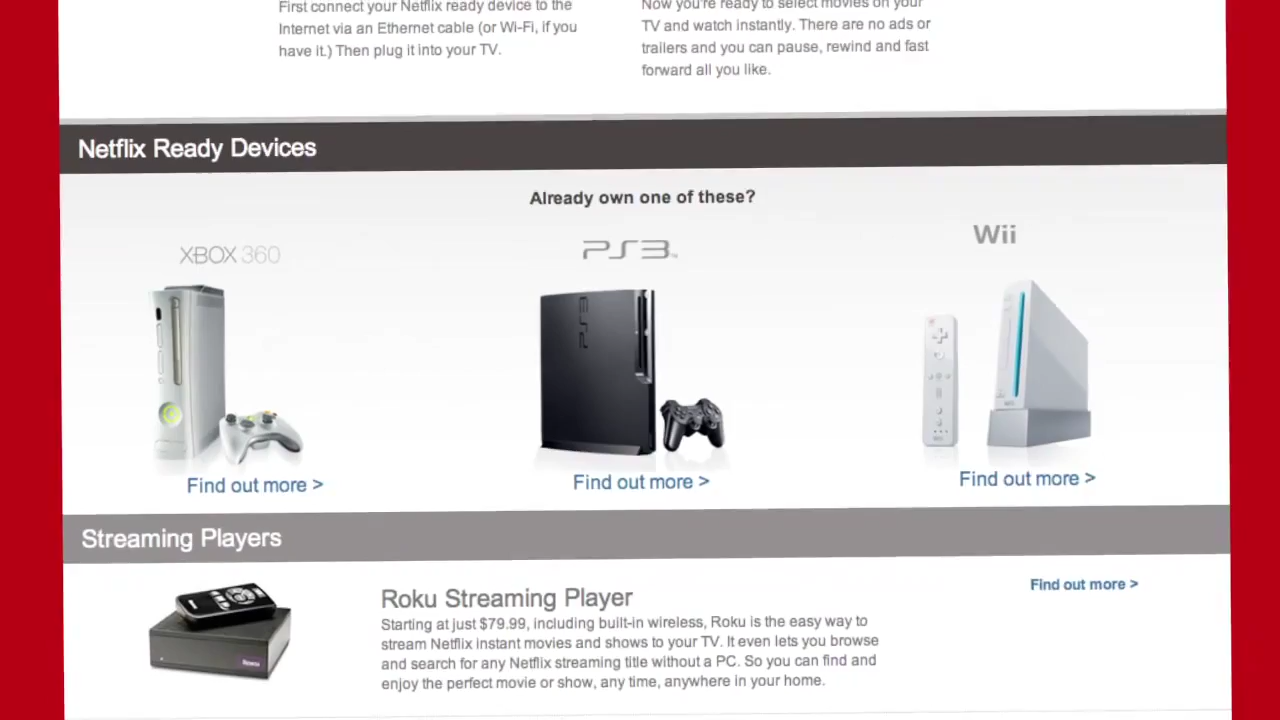 First connect your Netflix ready device to the
Internet via an Ethernet cable (or Wi-Fi, if you
have it.) Then plug it into your TV.
Now you're ready to select movies on your
TV and watch instantly. There are no ads or
trailers and you can pause, rewind and fast
forward all you like.
Netflix Ready Devices
Already own one of these?
XBOX 360
PS3
Wii
PS3
Wii
Wii
Find out more >
Find out more >
Find out more >
Streaming Players
Roku
Roku Streaming Player
Starting at just $79.99, including built-in wireless, Roku is the easy way to
stream Netflix instant movies and shows to your TV. It even lets you browse
and search for any Netflix streaming title without a PC. So you can find and
enjoy the perfect movie or show, any time, anywhere in your home.
Find out more >